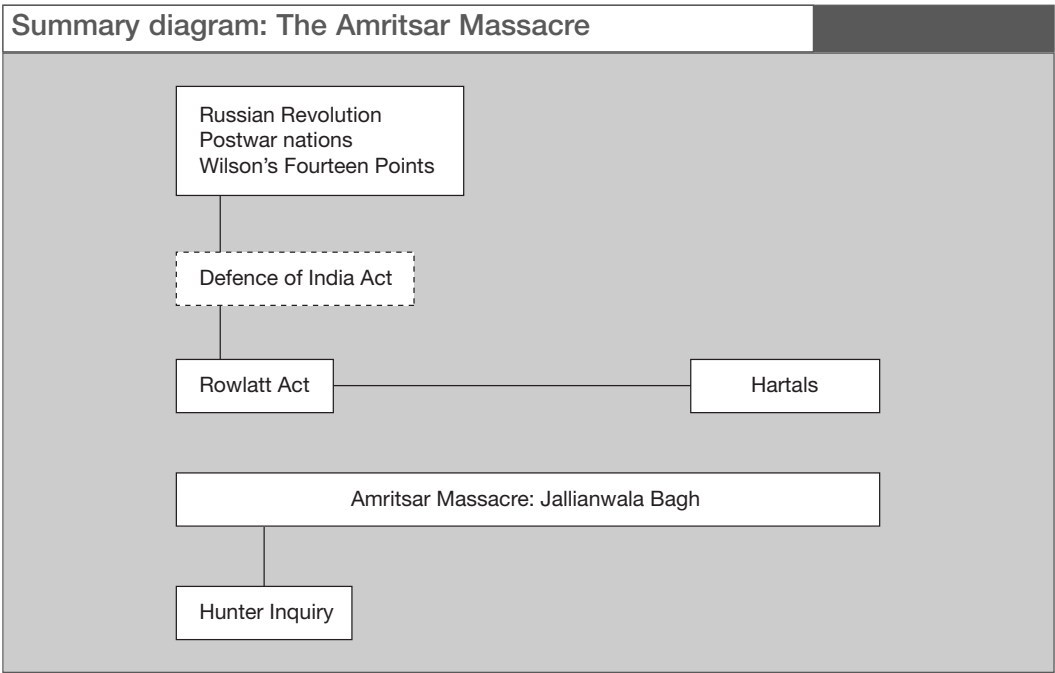 Summary diagram: The Amritsar Massacre
Russian Revolution
Postwar nations
Wilson’s Fourteen Points
Defence of India Act
Rowlatt Act
Hartals
Amritsar Massacre: Jallianwala Bagh
Hunter Inquiry